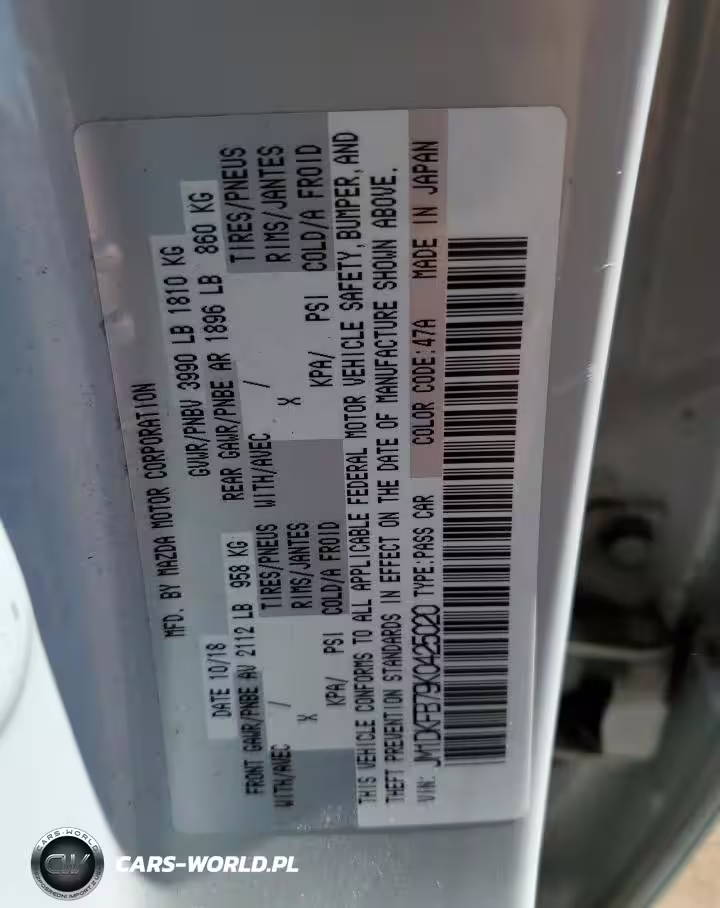 MFD. BY MAZDA MOTOR CORPORATION
DATE 10/18 GVWR/PNBV 3990 LB 1810 KG
FRONT GAWR/PNBE AV 2112 LB 958 KG REAR GAWR/PNBE AR 1896 LB 860 KG
WITH/AVEC TIRES/PNEUS WITH/AVEC TIRES/PNEUS
/ RIMS/JANTES / RIMS/JANTES
X COLD/A FROID X COLD/A FROID
KPA/ PSI KPA/ PSI
THIS VEHICLE CONFORMS TO ALL APPLICABLE FEDERAL MOTOR VEHICLE SAFETY, BUMPER, AND
THEFT PREVENTION STANDARDS IN EFFECT ON THE DATE OF MANUFACTURE SHOWN ABOVE.
VIN: JM1DKFB79K0425020 TYPE:PASS CAR COLOR CODE:47A MADE IN JAPAN
CARS-WORLD
CW
CARS-WORLD.PL